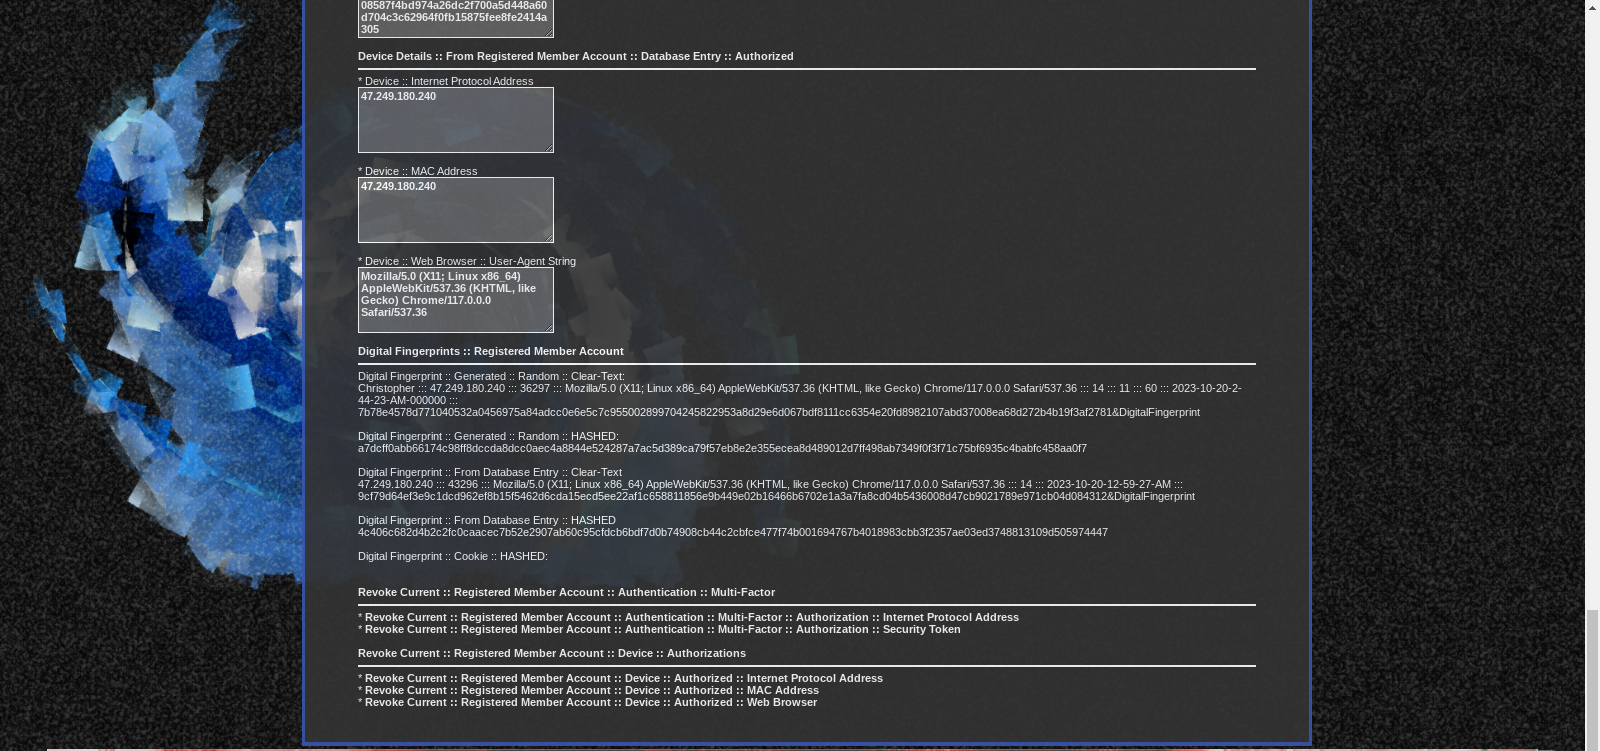 08587f4bd974a26dc2f700a5d448a60
d704c3c62964f0fb15875fee8fe2414a
305
Device Details :: From Registered Member Account :: Database Entry :: Authorized
* Device :: Internet Protocol Address
47.249.180.240
* Device :: MAC Address
47.249.180.240
* Device :: Web Browser :: User-Agent String
Mozilla/5.0 (X11; Linux x86_64)
AppleWebKit/537.36 (KHTML, like
Gecko) Chrome/117.0.0.0
Safari/537.36
Digital Fingerprints :: Registered Member Account
Digital Fingerprint :: Generated :: Random :: Clear-Text:
Christopher ::: 47.249.180.240 ::: 36297 ::: Mozilla/5.0 (X11; Linux x86_64) AppleWebKit/537.36 (KHTML, like Gecko) Chrome/117.0.0.0 Safari/537.36 ::: 14 ::: 11 ::: 60 ::: 2023-10-20-2-
44-23-AM-000000 :::
7b78e4578d771040532a0456975a84adcc0e6e5c7c955002899704245822953a8d29e6d067bdf8111cc6354e20fd8982107abd37008ea68d272b4b19f3af2781&DigitalFingerprint
Digital Fingerprint :: Generated :: Random :: HASHED:
a7dcff0abb66174c98ff8dccda8dcc0aec4a8844e524287a7ac5d389ca79f57eb8e2e355ecea8d489012d7ff498ab7349f0f3f71c75bf6935c4babfc458aa0f7
Digital Fingerprint :: From Database Entry :: Clear-Text
47.249.180.240 ::: 43296 ::: Mozilla/5.0 (X11; Linux x86_64) AppleWebKit/537.36 (KHTML, like Gecko) Chrome/117.0.0.0 Safari/537.36 ::: 14 ::: 2023-10-20-12-59-27-AM :::
9cf79d64ef3e9c1dcd962ef8b15f5462d6cda15ecd5ee22af1c658811856e9b449e02b16466b6702e1a3a7fa8cd04b5436008d47cb9021789e971cb04d084312&DigitalFingerprint
Digital Fingerprint :: From Database Entry :: HASHED
4c406c682d4b2c2fc0caacec7b52e2907ab60c95cfdcb6bdf7d0b74908cb44c2cbfce477f74b001694767b4018983cbb3f2357ae03ed3748813109d505974447
Digital Fingerprint :: Cookie :: HASHED:
Revoke Current :: Registered Member Account :: Authentication :: Multi-Factor
* Revoke Current :: Registered Member Account :: Authentication :: Multi-Factor :: Authorization :: Internet Protocol Address
* Revoke Current :: Registered Member Account :: Authentication :: Multi-Factor :: Authorization :: Security Token
Revoke Current :: Registered Member Account :: Device :: Authorizations
* Revoke Current :: Registered Member Account :: Device :: Authorized :: Internet Protocol Address
* Revoke Current :: Registered Member Account :: Device :: Authorized :: MAC Address
* Revoke Current :: Registered Member Account :: Device :: Authorized :: Web Browser